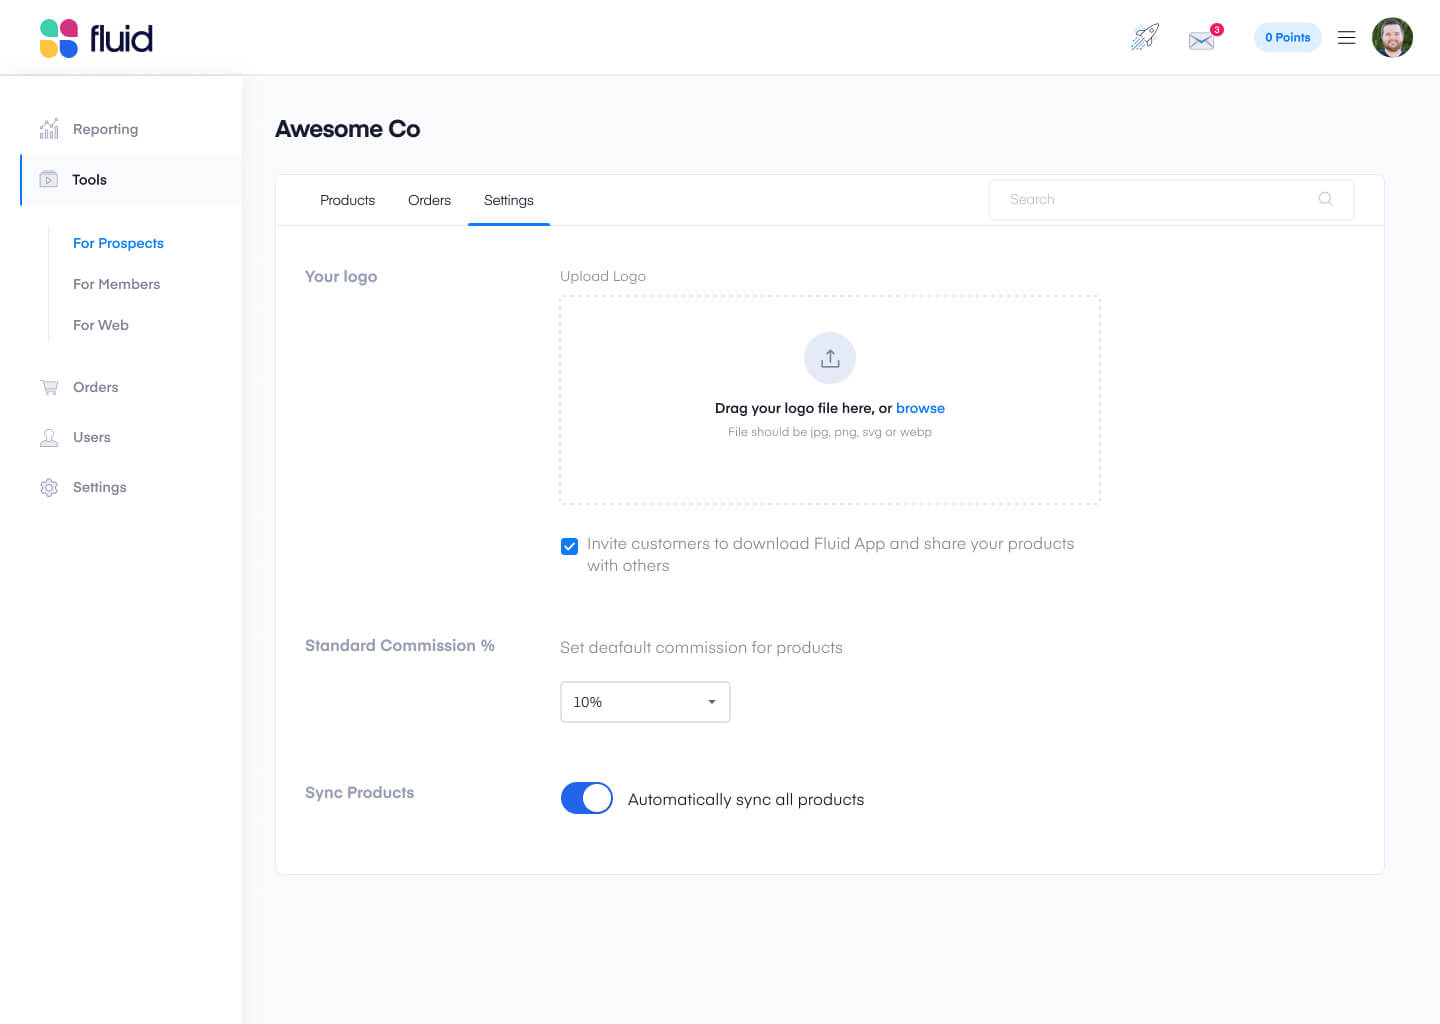 fluid
3
0 Points
Reporting
Tools
For Prospects
For Members
For Web
Orders
Users
Settings
Awesome Co
Products
Orders
Settings
Search
Your logo
Upload Logo
Drag your logo file here, or browse
File should be jpg, png, svg or webp
Invite customers to download Fluid App and share your products
with others
Standard Commission %
Set deafault commission for products
10%
Sync Products
Automatically sync all products